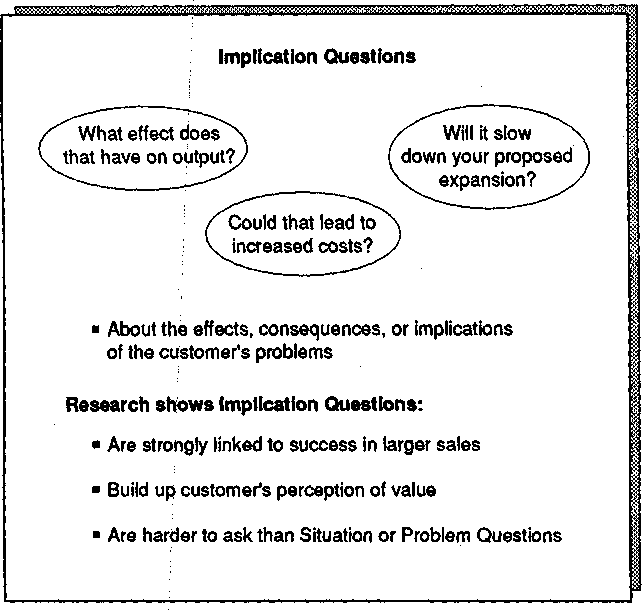 Implication Questions
What effect does
that have on output?
Will it slow
down your proposed
expansion?
Could that lead to
increased costs?
▪ About the effects, consequences, or implications
of the customer's problems
Research shows Implication Questions:
▪ Are strongly linked to success in larger sales
▪ Build up customer's perception of value
▪ Are harder to ask than Situation or Problem Questions